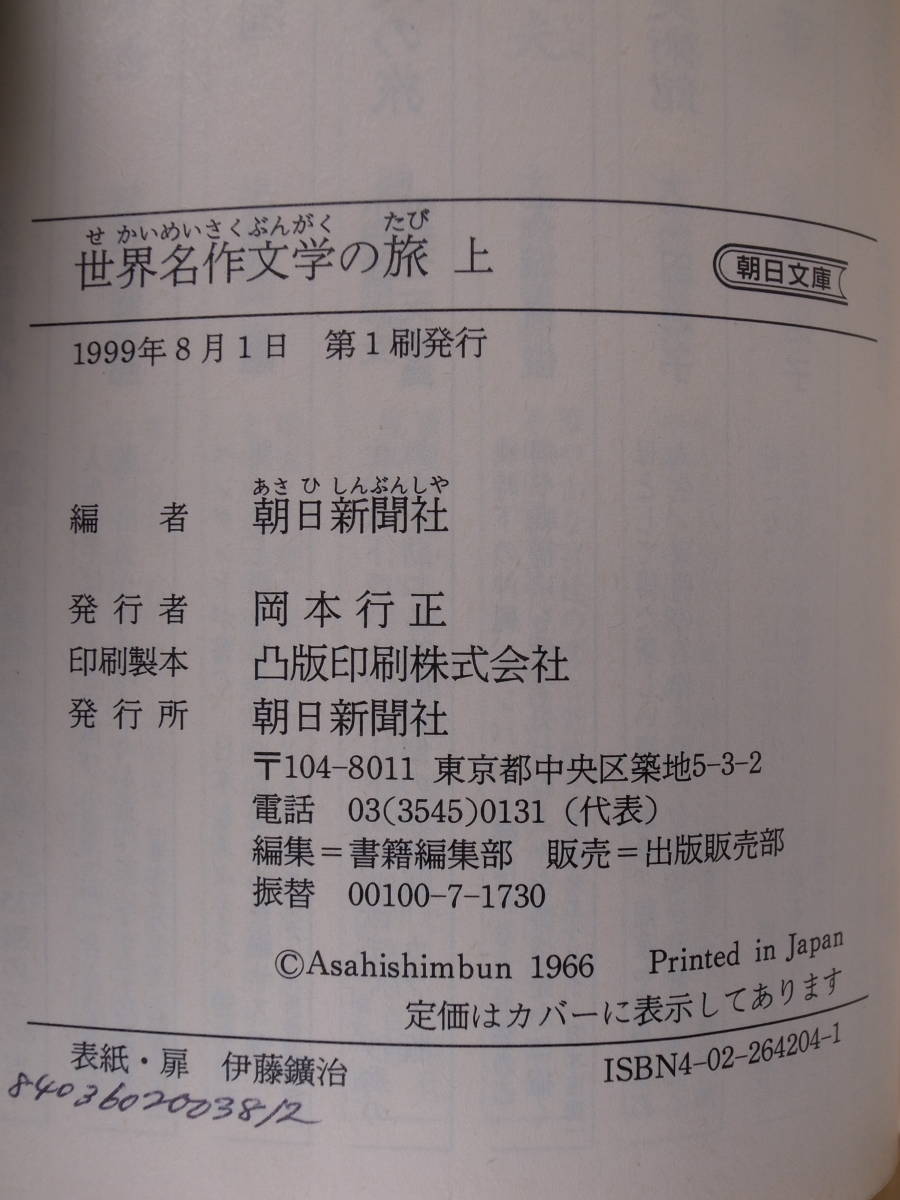 せかいめいさくぶんがく たび
世界名作文学の旅 上
朝日文庫
1999年8月1日 第1刷発行
あさひしんぶんしや
編者 朝日新聞社
発行者 岡本行正
印刷製本 凸版印刷株式会社
発行所 朝日新聞社
〒104-8011 東京都中央区築地5-3-2
電話 03(3545)0131(代表)
編集=書籍編集部 販売=出版販売部
振替 00100-7-1730
©Asahishimbun 1966 Printed in Japan
定価はカバーに表示してあります
表紙・扉 伊藤鑛治 ISBN4-02-264204-1
8403602003812